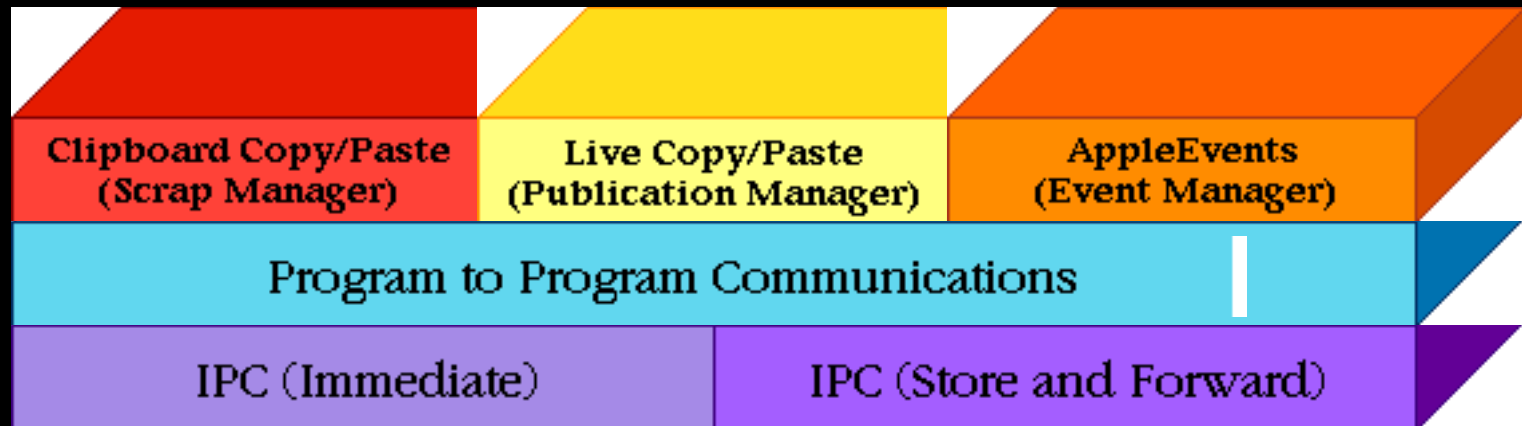 Clipboard Copy/Paste
(Scrap Manager)
Live Copy/Paste
(Publication Manager)
AppleEvents
(Event Manager)
Program to Program Communications
IPC (Immediate)
IPC (Store and Forward)